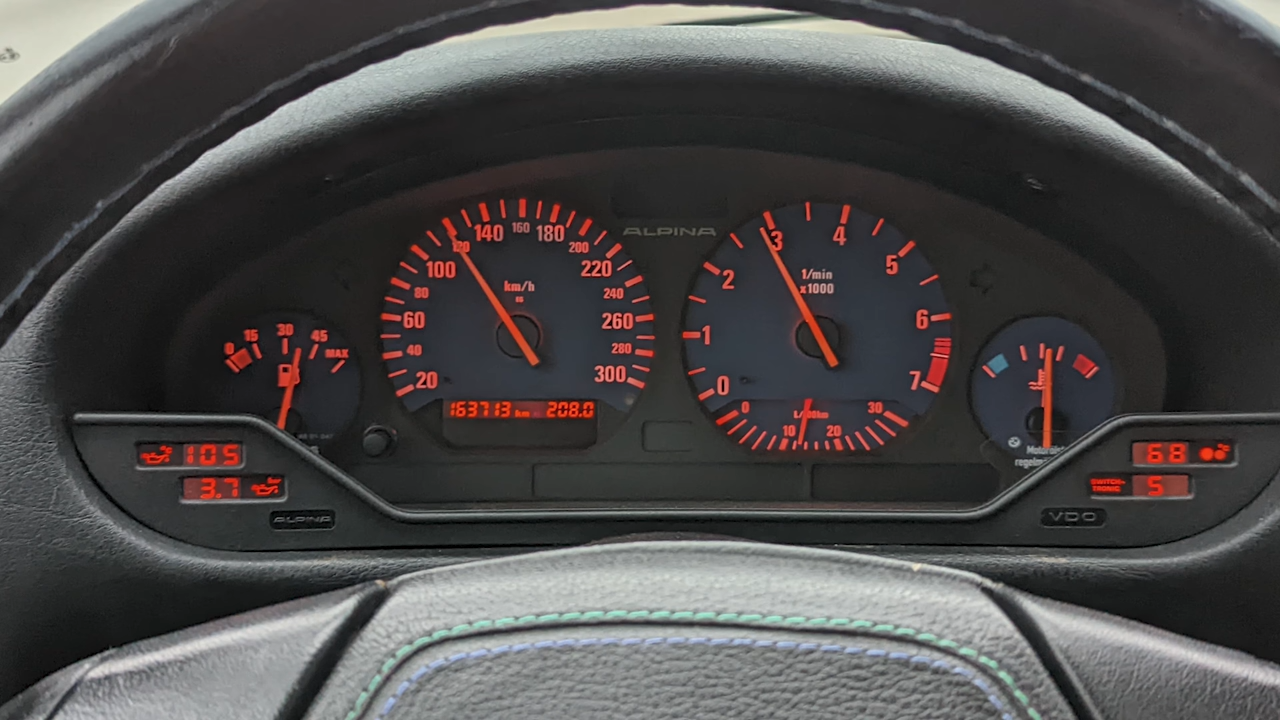 ALPINA
140 160 180
120 200
100 220
80 240
60 260
40 280
20 300
km/h
163713 km 208.0
3 4
2 5
1 6
0 7
1/min
x1000
0 30
10 20
0 15 30 45 MAX
105
3.7 bar
ALPINA
68
SWITCH-
TRONIC 5
VDO